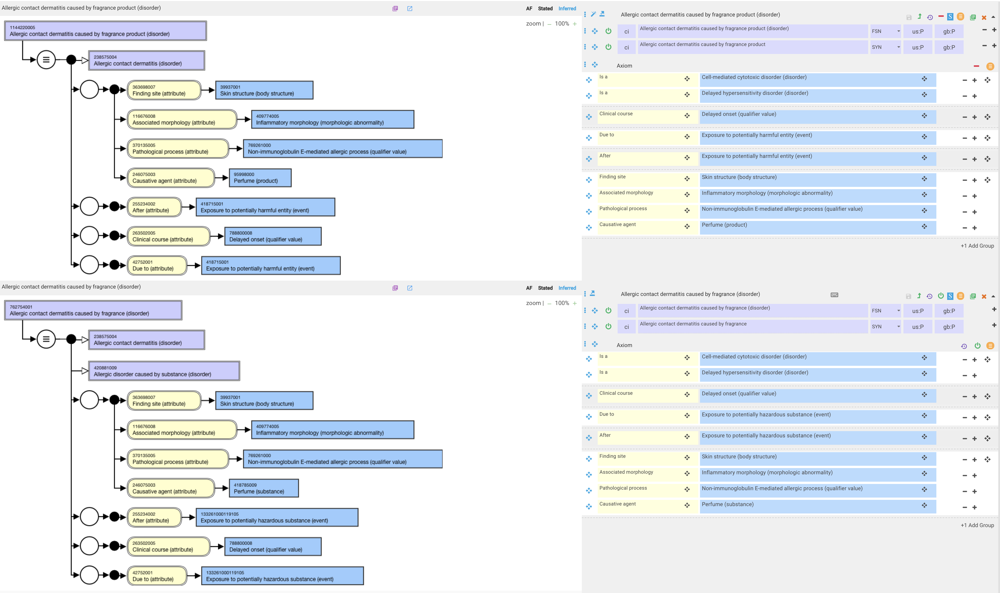 Allergic contact dermatitis caused by fragrance product (disorder)
AF Stated Inferred
zoom | – 100% +
1144220005
Allergic contact dermatitis caused by fragrance product (disorder)
238575004
Allergic contact dermatitis (disorder)
363698007
Finding site (attribute)
39937001
Skin structure (body structure)
116676008
Associated morphology (attribute)
409774005
Inflammatory morphology (morphologic abnormality)
370135005
Pathological process (attribute)
769261000
Non-immunoglobulin E-mediated allergic process (qualifier value)
246075003
Causative agent (attribute)
95998000
Perfume (product)
255234002
After (attribute)
418715001
Exposure to potentially harmful entity (event)
263502005
Clinical course (attribute)
788800008
Delayed onset (qualifier value)
42752001
Due to (attribute)
418715001
Exposure to potentially harmful entity (event)
Allergic contact dermatitis caused by fragrance product (disorder)
S
ci Allergic contact dermatitis caused by fragrance product (disorder) FSN us:P gb:P
ci Allergic contact dermatitis caused by fragrance product SYN us:P gb:P
Axiom
Is a Cell-mediated cytotoxic disorder (disorder)
Is a Delayed hypersensitivity disorder (disorder)
Clinical course Delayed onset (qualifier value)
Due to Exposure to potentially harmful entity (event)
After Exposure to potentially harmful entity (event)
Finding site Skin structure (body structure)
Associated morphology Inflammatory morphology (morphologic abnormality)
Pathological process Non-immunoglobulin E-mediated allergic process (qualifier value)
Causative agent Perfume (product)
+1 Add Group
Allergic contact dermatitis caused by fragrance (disorder)
AF Stated Inferred
zoom | – 100% +
762754001
Allergic contact dermatitis caused by fragrance (disorder)
238575004
Allergic contact dermatitis (disorder)
420881009
Allergic disorder caused by substance (disorder)
363698007
Finding site (attribute)
39937001
Skin structure (body structure)
116676008
Associated morphology (attribute)
409774005
Inflammatory morphology (morphologic abnormality)
370135005
Pathological process (attribute)
769261000
Non-immunoglobulin E-mediated allergic process (qualifier value)
246075003
Causative agent (attribute)
418785009
Perfume (substance)
255234002
After (attribute)
133261000119105
Exposure to potentially hazardous substance (event)
263502005
Clinical course (attribute)
788800008
Delayed onset (qualifier value)
42752001
Due to (attribute)
133261000119105
Exposure to potentially hazardous substance (event)
Allergic contact dermatitis caused by fragrance (disorder)
S
ci Allergic contact dermatitis caused by fragrance (disorder) FSN us:P gb:P
ci Allergic contact dermatitis caused by fragrance SYN us:P gb:P
Axiom
Is a Cell-mediated cytotoxic disorder (disorder)
Is a Delayed hypersensitivity disorder (disorder)
Clinical course Delayed onset (qualifier value)
Due to Exposure to potentially hazardous substance (event)
After Exposure to potentially hazardous substance (event)
Finding site Skin structure (body structure)
Associated morphology Inflammatory morphology (morphologic abnormality)
Pathological process Non-immunoglobulin E-mediated allergic process (qualifier value)
Causative agent Perfume (substance)
+1 Add Group